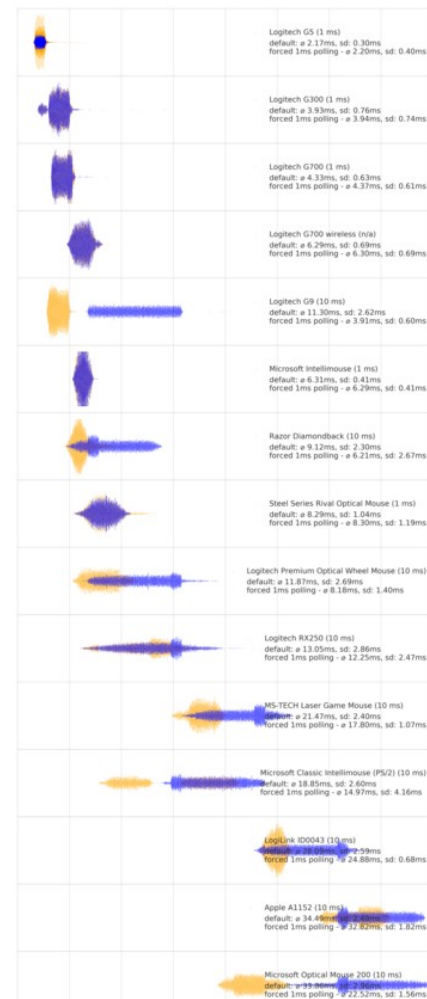 Logitech G5 (1 ms)
default: ø 2.17ms, sd: 0.30ms
forced 1ms polling - ø 2.20ms, sd: 0.40ms
Logitech G300 (1 ms)
default: ø 3.93ms, sd: 0.76ms
forced 1ms polling - ø 3.94ms, sd: 0.74ms
Logitech G700 (1 ms)
default: ø 4.33ms, sd: 0.63ms
forced 1ms polling - ø 4.37ms, sd: 0.61ms
Logitech G700 wireless (n/a)
default: ø 6.29ms, sd: 0.69ms
forced 1ms polling - ø 6.30ms, sd: 0.69ms
Logitech G9 (10 ms)
default: ø 11.30ms, sd: 2.62ms
forced 1ms polling - ø 3.91ms, sd: 0.60ms
Microsoft Intellimouse (1 ms)
default: ø 6.31ms, sd: 0.41ms
forced 1ms polling - ø 6.29ms, sd: 0.41ms
Razor Diamondback (10 ms)
default: ø 9.12ms, sd: 2.30ms
forced 1ms polling - ø 6.21ms, sd: 2.67ms
Steel Series Rival Optical Mouse (1 ms)
default: ø 8.29ms, sd: 1.04ms
forced 1ms polling - ø 8.30ms, sd: 1.19ms
Logitech Premium Optical Wheel Mouse (10 ms)
default: ø 11.87ms, sd: 2.69ms
forced 1ms polling - ø 8.18ms, sd: 1.40ms
Logitech RX250 (10 ms)
default: ø 13.05ms, sd: 2.86ms
forced 1ms polling - ø 12.25ms, sd: 2.47ms
MS-TECH Laser Game Mouse (10 ms)
default: ø 21.47ms, sd: 2.40ms
forced 1ms polling - ø 17.80ms, sd: 1.07ms
Microsoft Classic Intellimouse (PS/2) (10 ms)
default: ø 18.85ms, sd: 2.60ms
forced 1ms polling - ø 14.97ms, sd: 4.16ms
LogiLink ID0043 (10 ms)
default: ø sd: 2.59ms
forced 1ms polling - ø 24.88ms, sd: 0.68ms
Apple A1152 (10 ms)
default: ø sd:
forced 1ms polling - ø 32.62ms, sd: 1.82ms
Microsoft Optical Mouse 200 (10 ms)
default: ø sd:
forced 1ms polling - ø 22.52ms, sd: 1.56ms